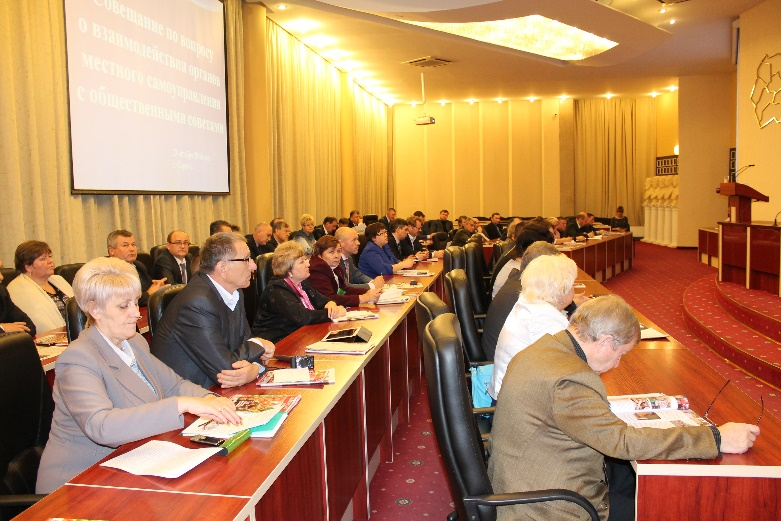 Совещание по вопросу
о взаимодействии органов
местного самоуправления
с общественными советами